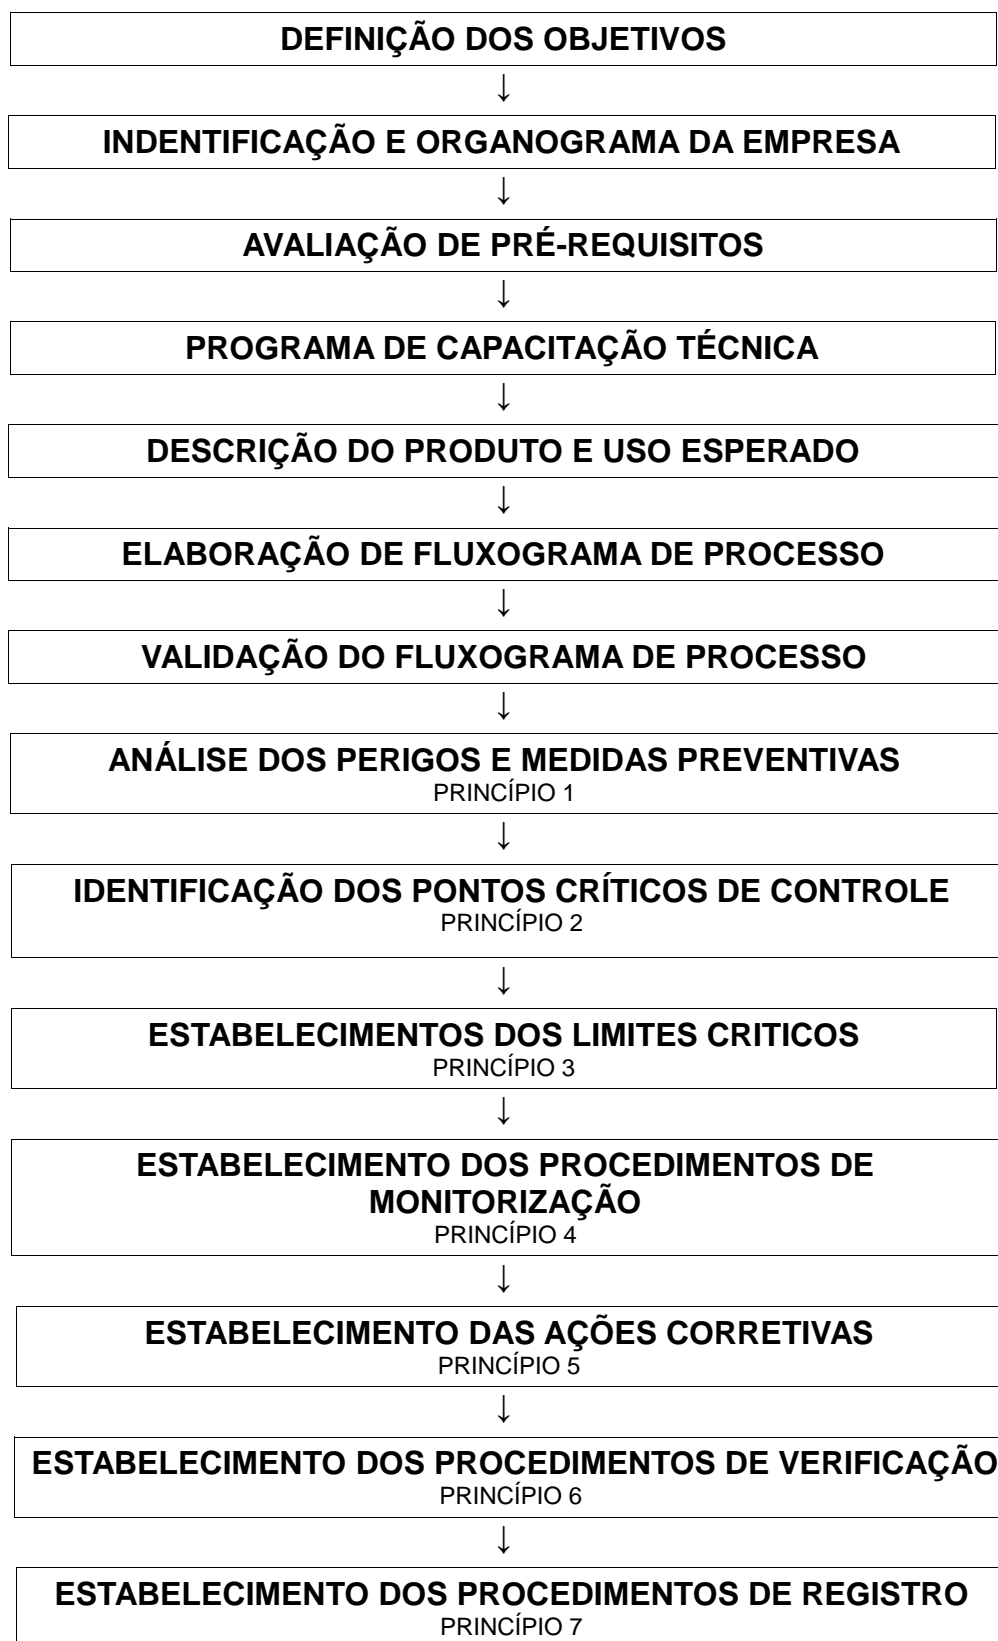 DEFINIÇÃO DOS OBJETIVOS
↓
INDENTIFICAÇÃO E ORGANOGRAMA DA EMPRESA
↓
AVALIAÇÃO DE PRÉ-REQUISITOS
↓
PROGRAMA DE CAPACITAÇÃO TÉCNICA
↓
DESCRIÇÃO DO PRODUTO E USO ESPERADO
↓
ELABORAÇÃO DE FLUXOGRAMA DE PROCESSO
↓
VALIDAÇÃO DO FLUXOGRAMA DE PROCESSO
↓
ANÁLISE DOS PERIGOS E MEDIDAS PREVENTIVAS
PRINCÍPIO 1
↓
IDENTIFICAÇÃO DOS PONTOS CRÍTICOS DE CONTROLE
PRINCÍPIO 2
↓
ESTABELECIMENTOS DOS LIMITES CRITICOS
PRINCÍPIO 3
↓
ESTABELECIMENTO DOS PROCEDIMENTOS DE
MONITORIZAÇÃO
PRINCÍPIO 4
↓
ESTABELECIMENTO DAS AÇÕES CORRETIVAS
PRINCÍPIO 5
↓
ESTABELECIMENTO DOS PROCEDIMENTOS DE VERIFICAÇÃO
PRINCÍPIO 6
↓
ESTABELECIMENTO DOS PROCEDIMENTOS DE REGISTRO
PRINCÍPIO 7